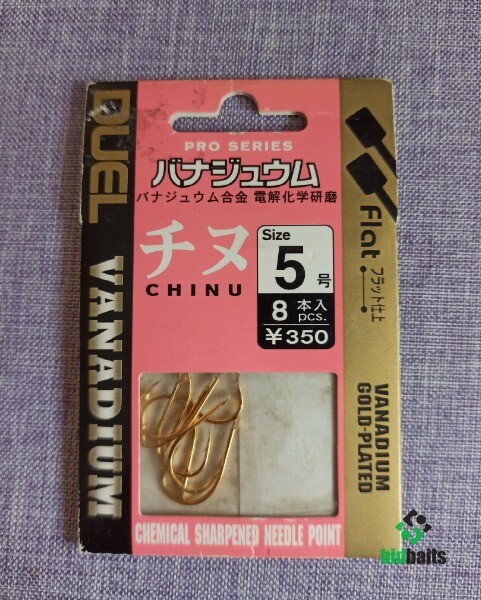 DUEL VANADIUM
PRO SERIES
バナジュウム
バナジュウム合金 電解化学研磨
チヌ
CHINU
Size
5号
8 本入
pcs.
¥350
Flat
フラット仕上
VANADIUM
GOLD-PLATED
CHEMICAL SHARPENED NEEDLE POINT
bigbaits